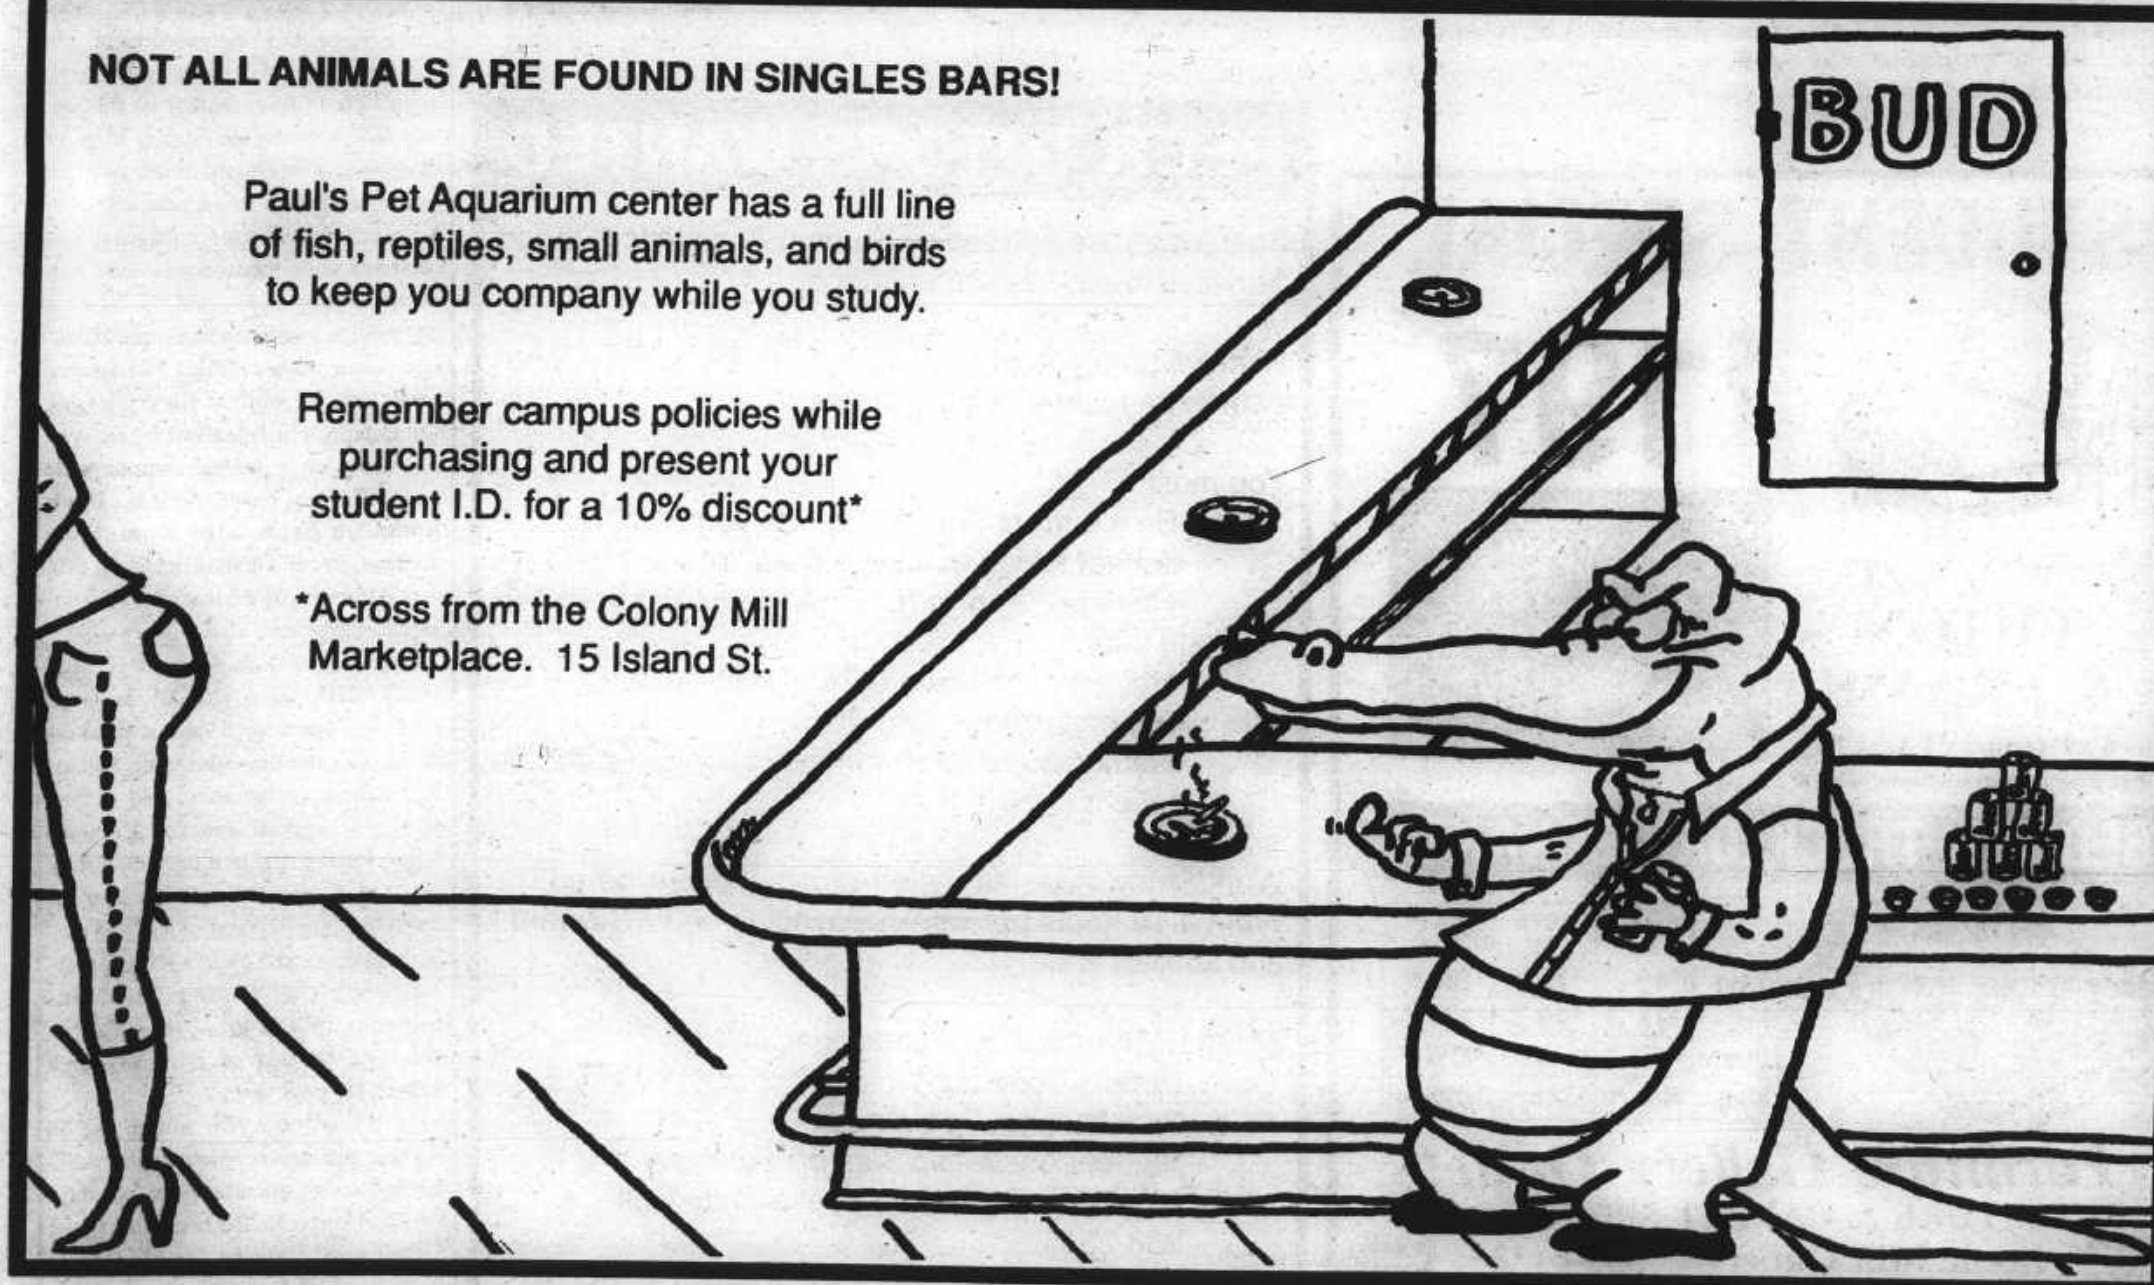 NOT ALL ANIMALS ARE FOUND IN SINGLES BARS!
Paul's Pet Aquarium center has a full line
of fish, reptiles, small animals, and birds
to keep you company while you study.
Remember campus policies while
purchasing and present your
student I.D. for a 10% discount*
*Across from the Colony Mill
Marketplace. 15 Island St.
BUD